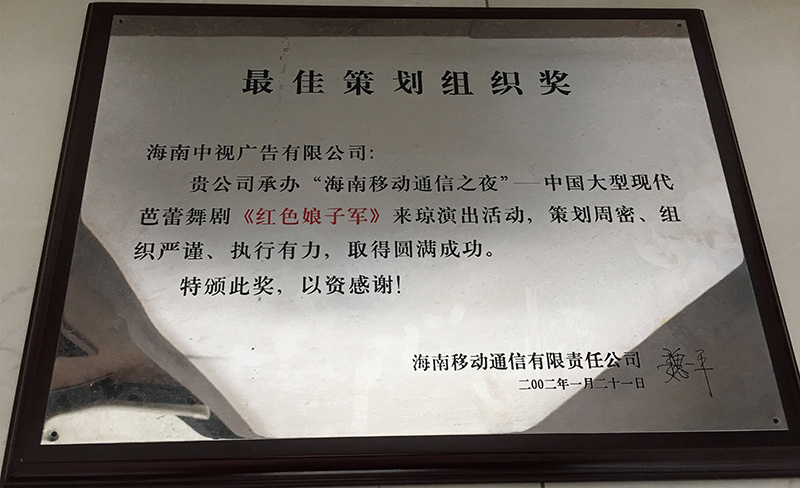 最佳策划组织奖
海南中视广告有限公司：
贵公司承办“海南移动通信之夜”——中国大型现代
芭蕾舞剧《红色娘子军》来琼演出活动，策划周密、组
织严谨、执行有力，取得圆满成功。
特颁此奖，以资感谢！
海南移动通信有限责任公司
二00二年一月二十一日